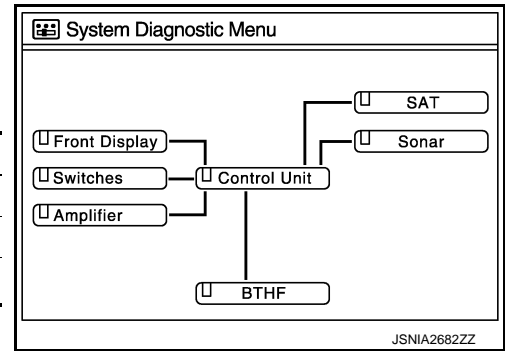 System Diagnostic Menu
SAT
Front Display
Sonar
Switches
Control Unit
Amplifier
BTHF
JSNIA2682ZZ